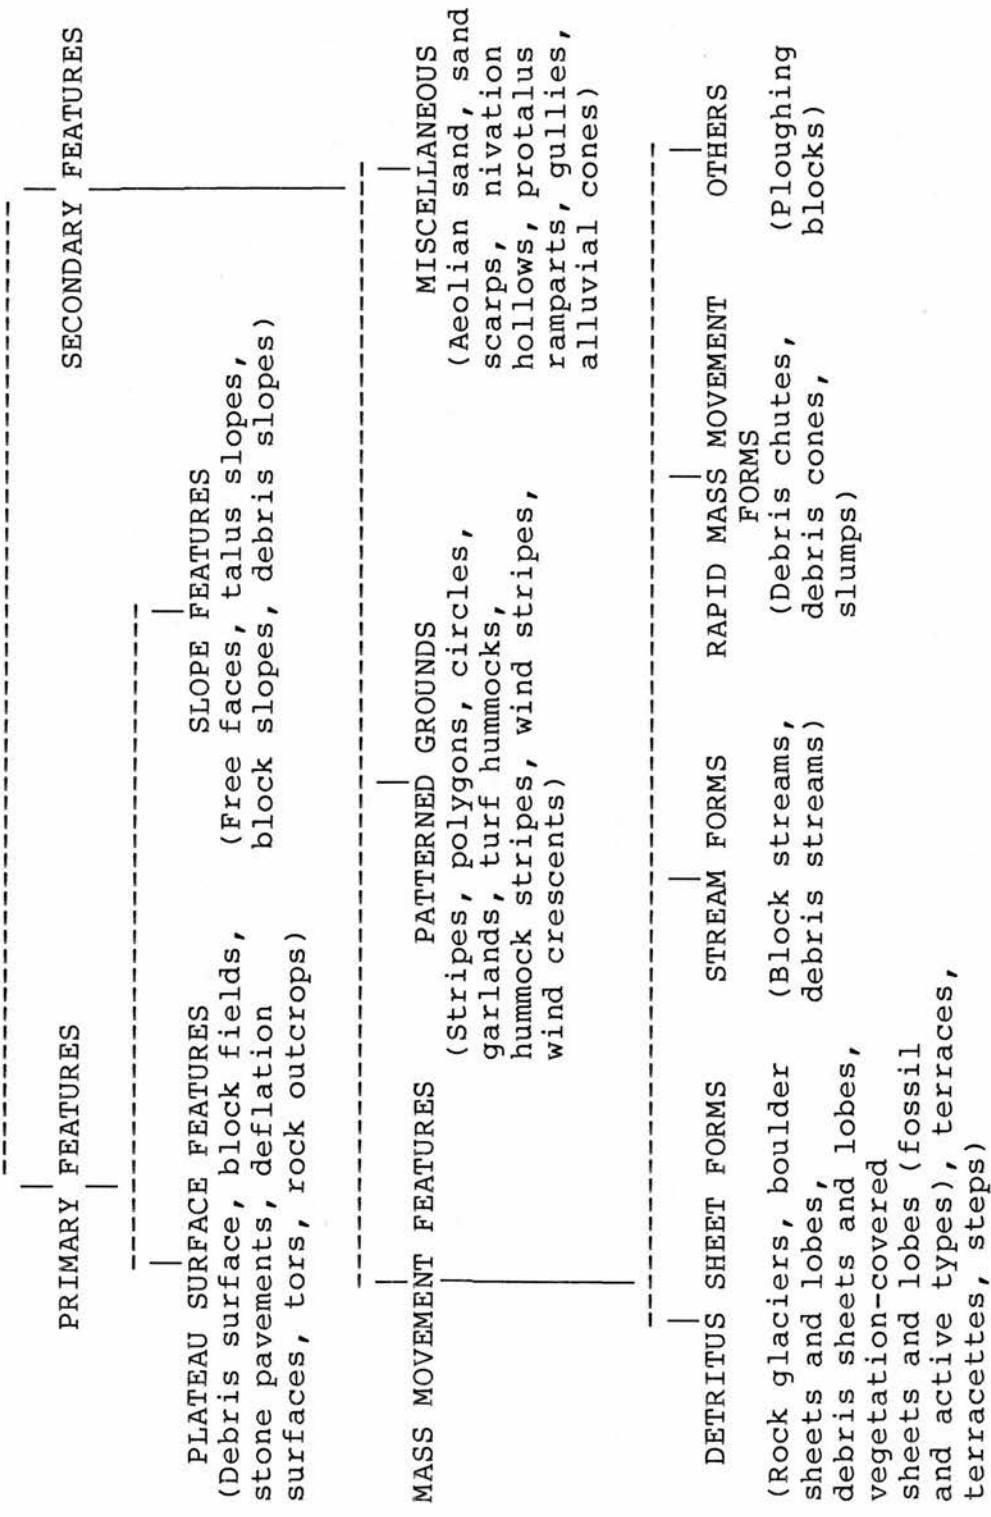 PRIMARY FEATURES
SECONDARY FEATURES
PLATEAU SURFACE FEATURES
(Debris surface, block fields,
stone pavements, deflation
surfaces, tors, rock outcrops)
SLOPE FEATURES
(Free faces, talus slopes,
block slopes, debris slopes)
MASS MOVEMENT FEATURES
PATTERNED GROUNDS
(Stripes, polygons, circles,
garlands, turf hummocks,
hummock stripes, wind stripes,
wind crescents)
MISCELLANEOUS
(Aeolian sand, sand
scarps, nivation
hollows, protalus
ramparts, gullies,
alluvial cones)
DETRITUS SHEET FORMS
(Rock glaciers, boulder
sheets and lobes,
debris sheets and lobes,
vegetation-covered
sheets and lobes (fossil
and active types), terraces,
terracettes, steps)
STREAM FORMS
(Block streams,
debris streams)
RAPID MASS MOVEMENT
FORMS
(Debris chutes,
debris cones,
slumps)
OTHERS
(Ploughing
blocks)